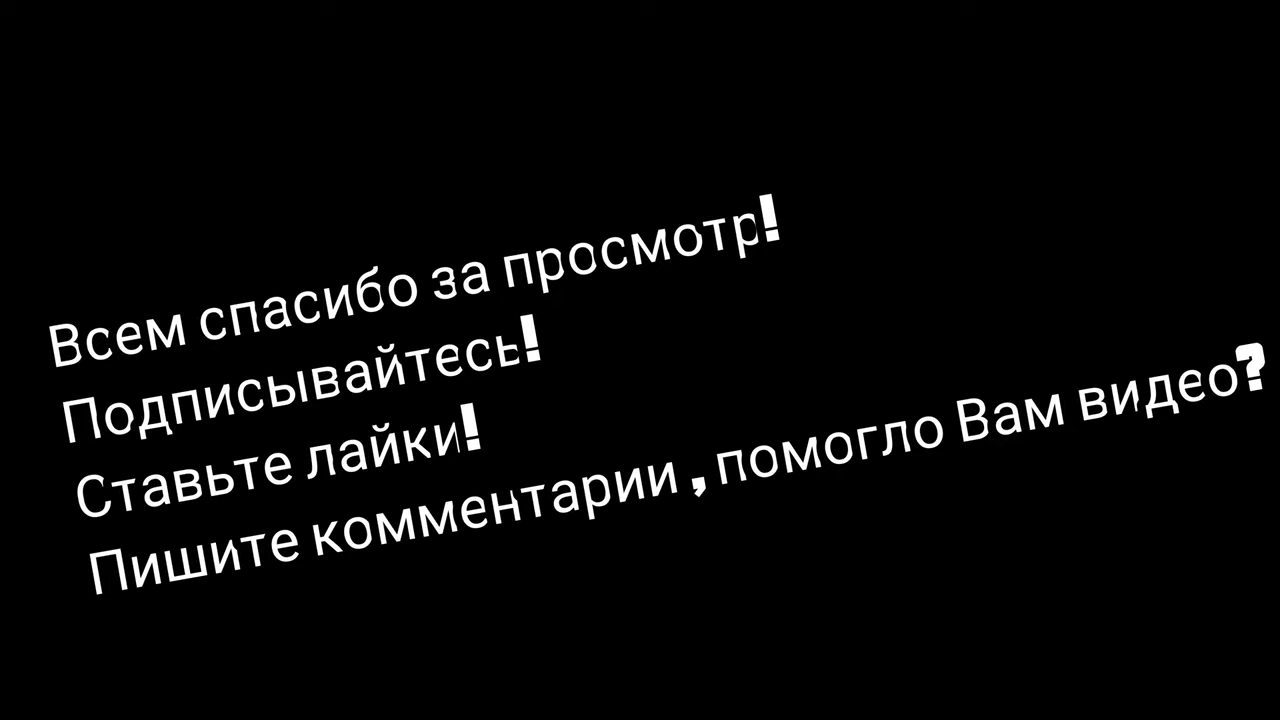 Всем спасибо за просмотр!
Подписывайтесь!
Ставьте лайки!
Пишите комментарии , помогло Вам видео?